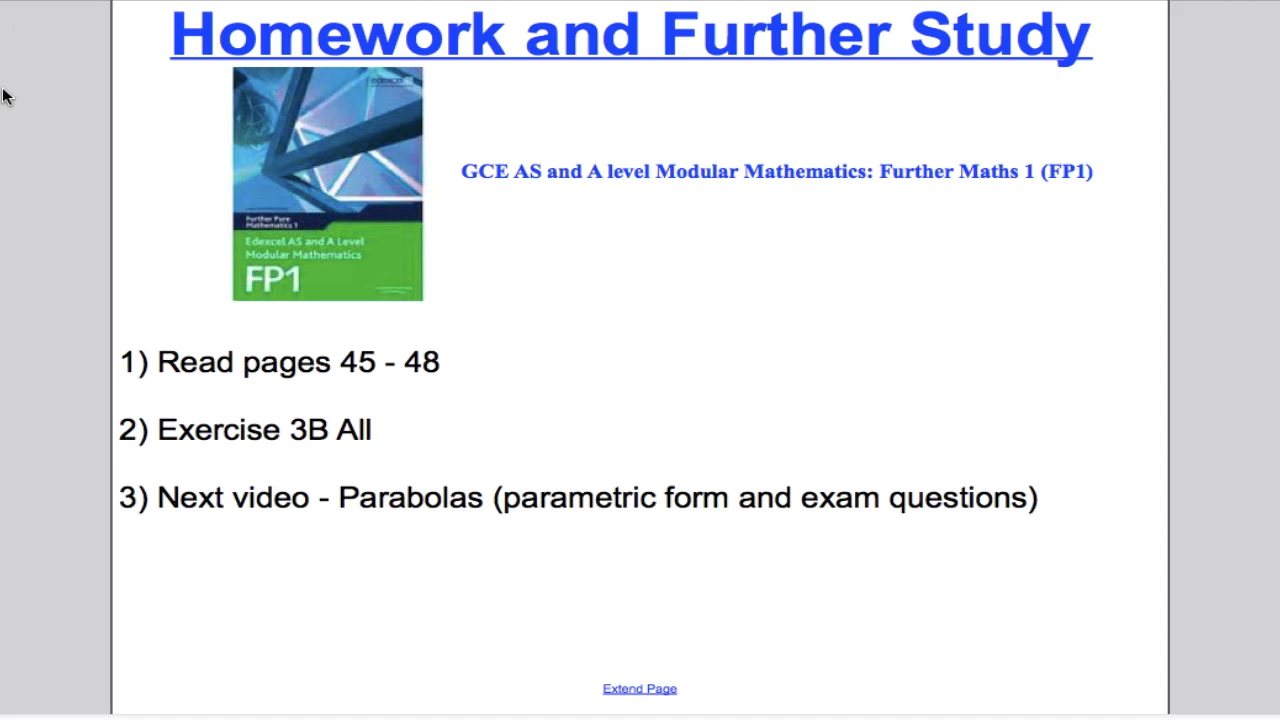 Homework and Further Study
edexcel
GCE AS and A level Modular Mathematics: Further Maths 1 (FP1)
Further Pure
Mathematics 1
Edexcel AS and A Level
Modular Mathematics
FP1
1) Read pages 45 - 48
2) Exercise 3B All
3) Next video - Parabolas (parametric form and exam questions)
Extend Page